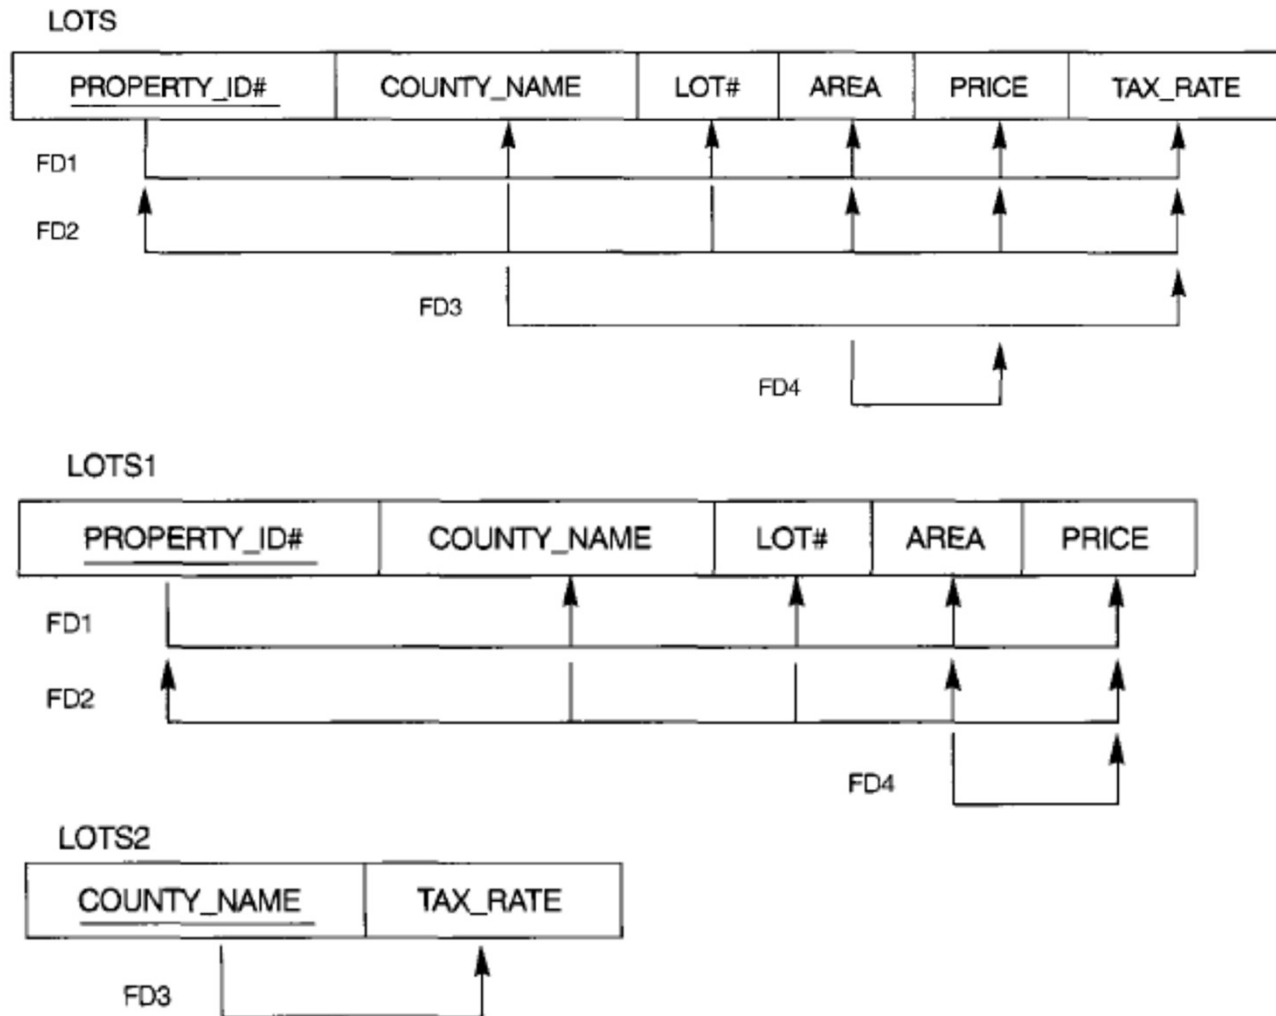 LOTS
PROPERTY_ID# COUNTY_NAME LOT# AREA PRICE TAX_RATE
FD1
FD2
FD3
FD4
LOTS1
PROPERTY_ID# COUNTY_NAME LOT# AREA PRICE
FD1
FD2
FD4
LOTS2
COUNTY_NAME TAX_RATE
FD3